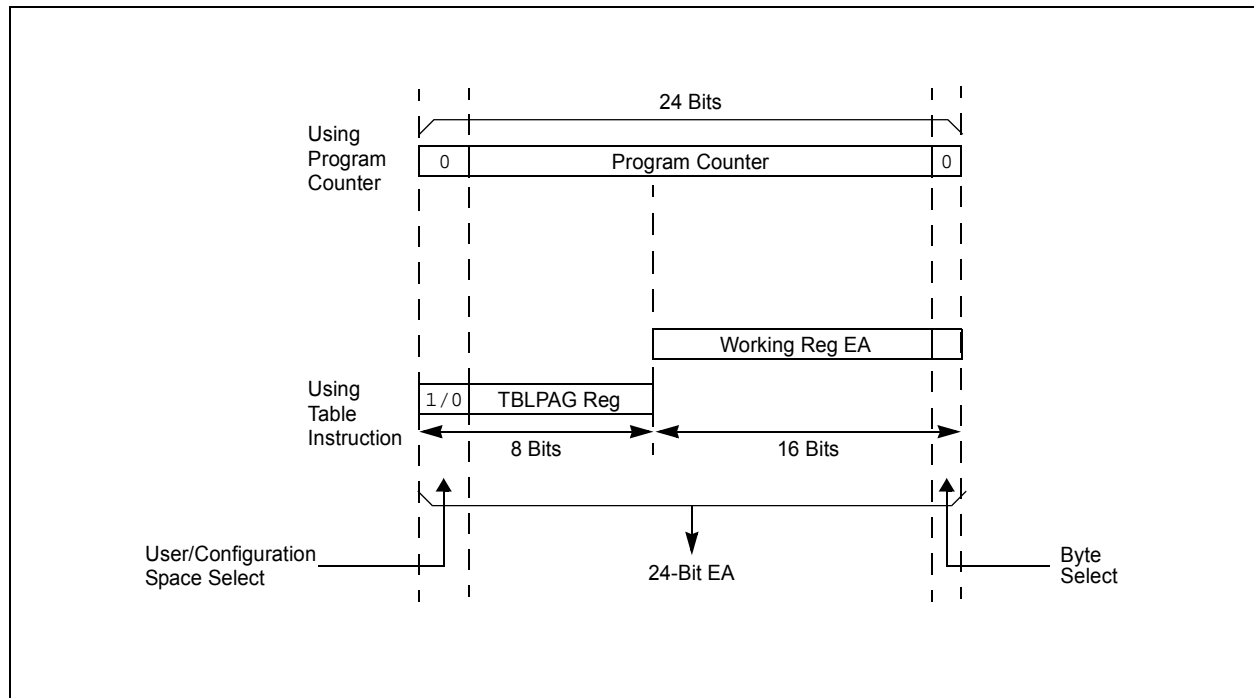 24 Bits
Using
Program
Counter
0
Program Counter
0
Working Reg EA
Using
Table
Instruction
1/0
TBLPAG Reg
8 Bits
16 Bits
User/Configuration
Space Select
24-Bit EA
Byte
Select